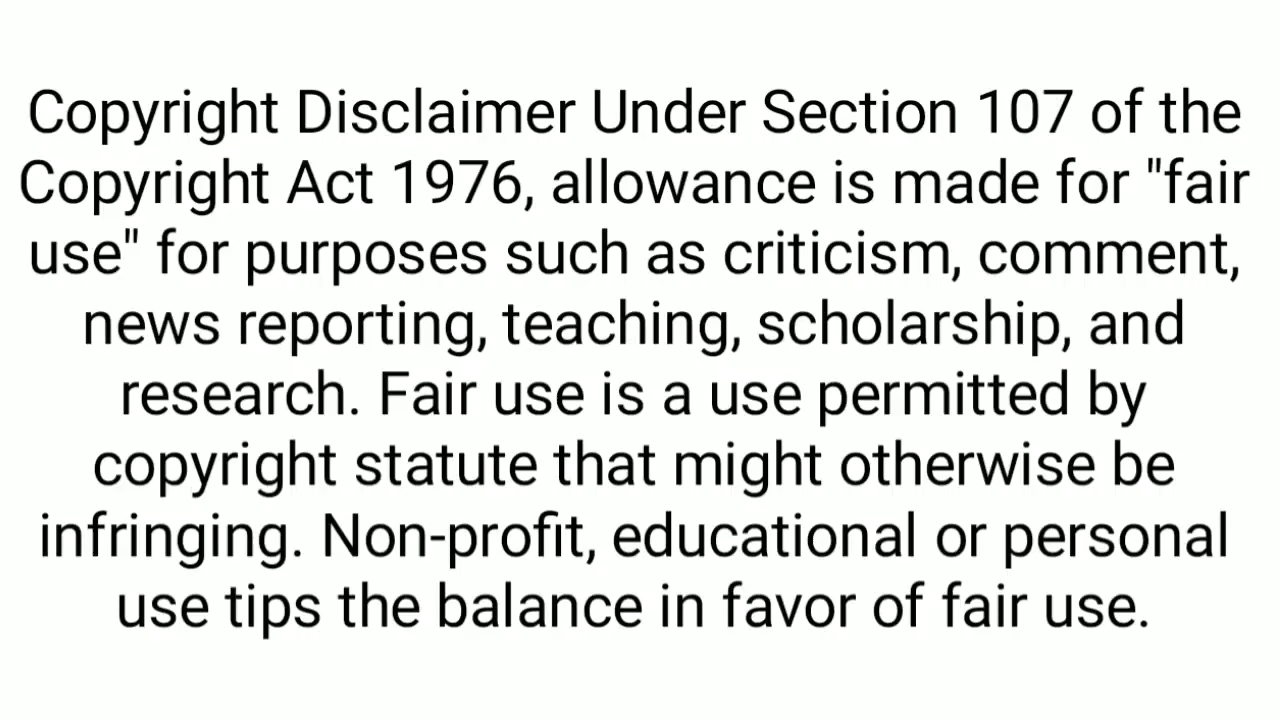 Copyright Disclaimer Under Section 107 of the
Copyright Act 1976, allowance is made for "fair
use" for purposes such as criticism, comment,
news reporting, teaching, scholarship, and
research. Fair use is a use permitted by
copyright statute that might otherwise be
infringing. Non-profit, educational or personal
use tips the balance in favor of fair use.